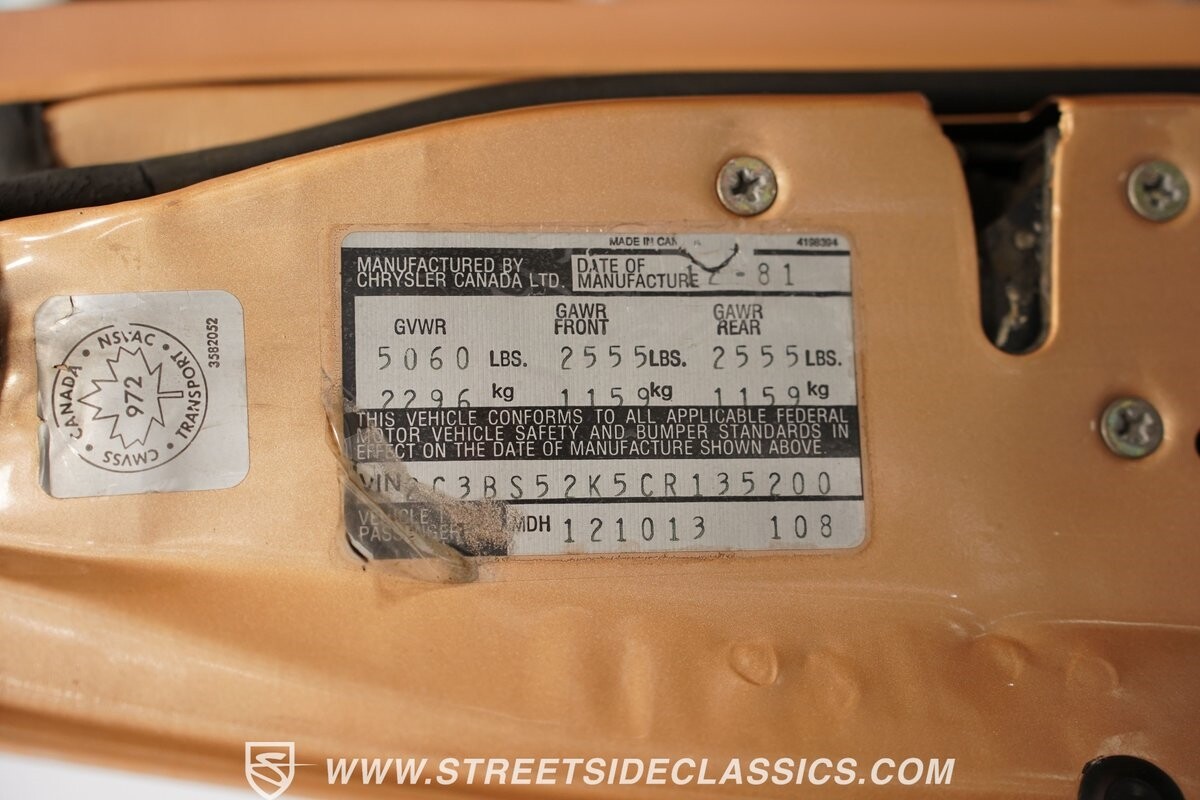 MADE IN CAN 4198394
MANUFACTURED BY
CHRYSLER CANADA LTD.
DATE OF
MANUFACTURE 12-81
GVWR
GAWR
FRONT
GAWR
REAR
5060 LBS. 2555 LBS. 2555 LBS.
2296 kg 1159 kg 1159 kg
THIS VEHICLE CONFORMS TO ALL APPLICABLE FEDERAL
MOTOR VEHICLE SAFETY AND BUMPER STANDARDS IN
EFFECT ON THE DATE OF MANUFACTURE SHOWN ABOVE.
VIN 2C3BS52K5CR135200
VEHICLE
PASSENGER
MDH 121013 108
CANADA • NSVAC • TRANSPORT • CMVSS
972
3582052
WWW.STREETSIDECLASSICS.COM